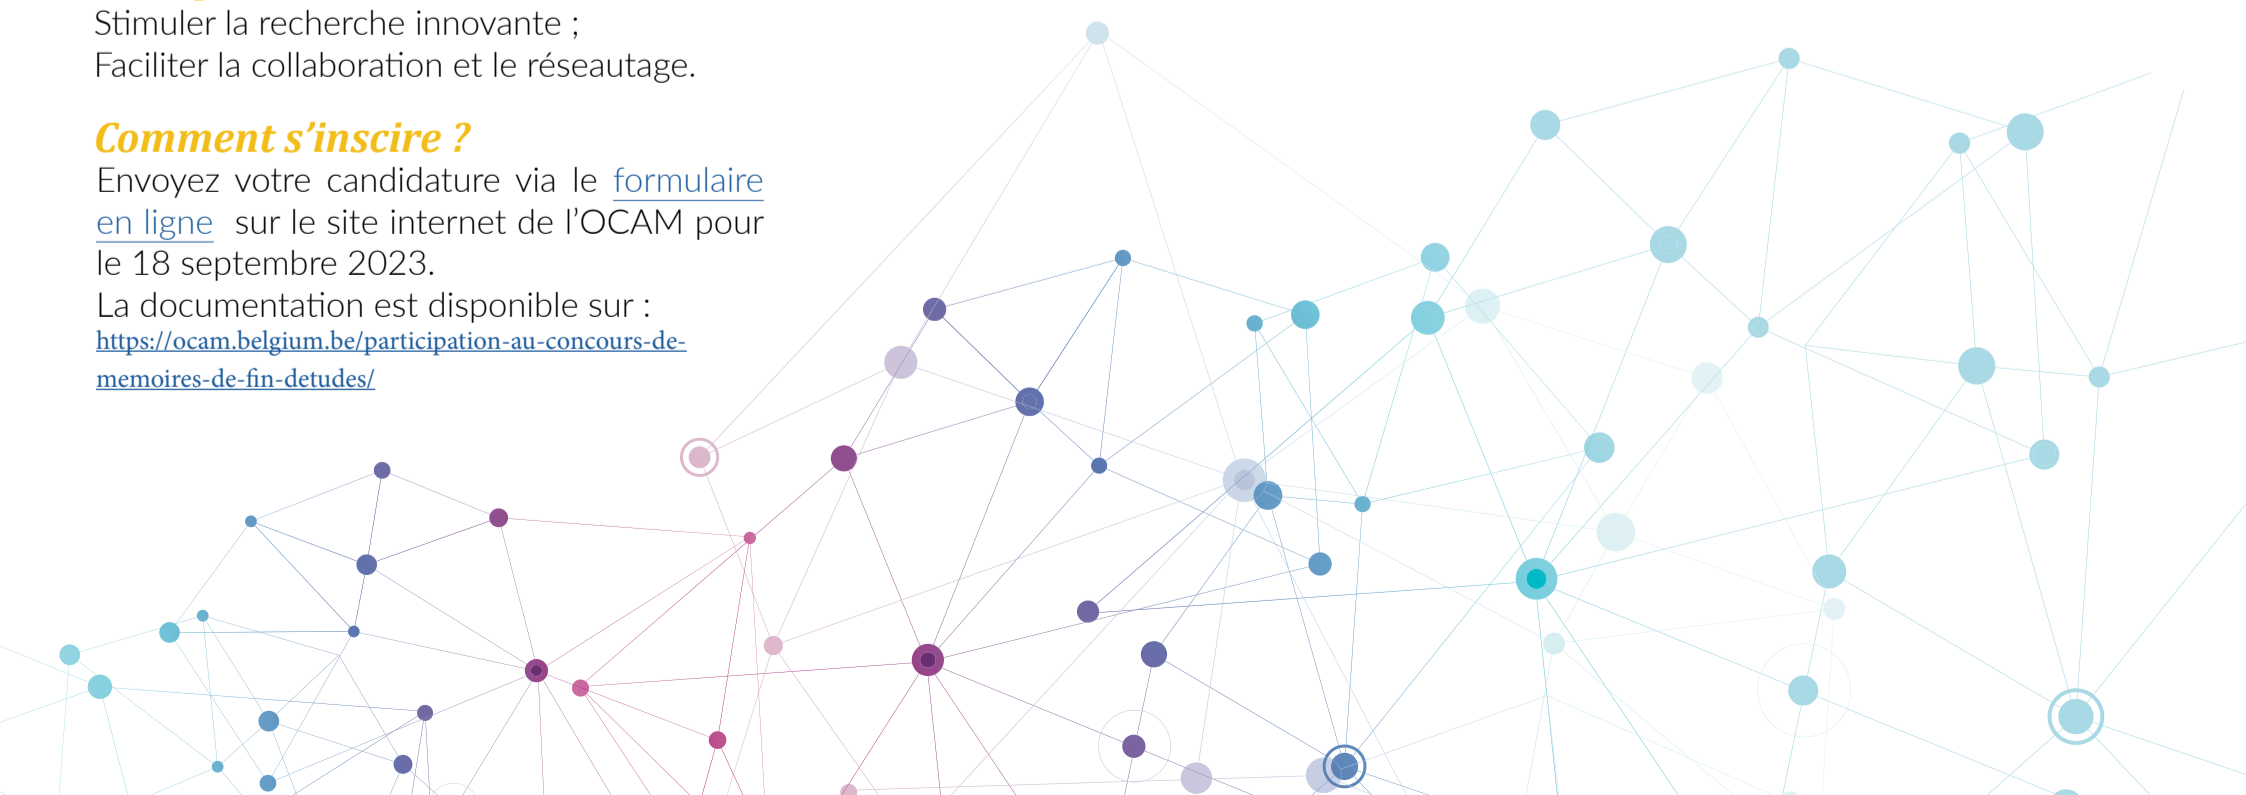 Stimuler la recherche innovante ;
Faciliter la collaboration et le réseautage.
Comment s’inscire ?
Envoyez votre candidature via le formulaire
en ligne sur le site internet de l’OCAM pour
le 18 septembre 2023.
La documentation est disponible sur :
https://ocam.belgium.be/participation-au-concours-de-
memoires-de-fin-detudes/